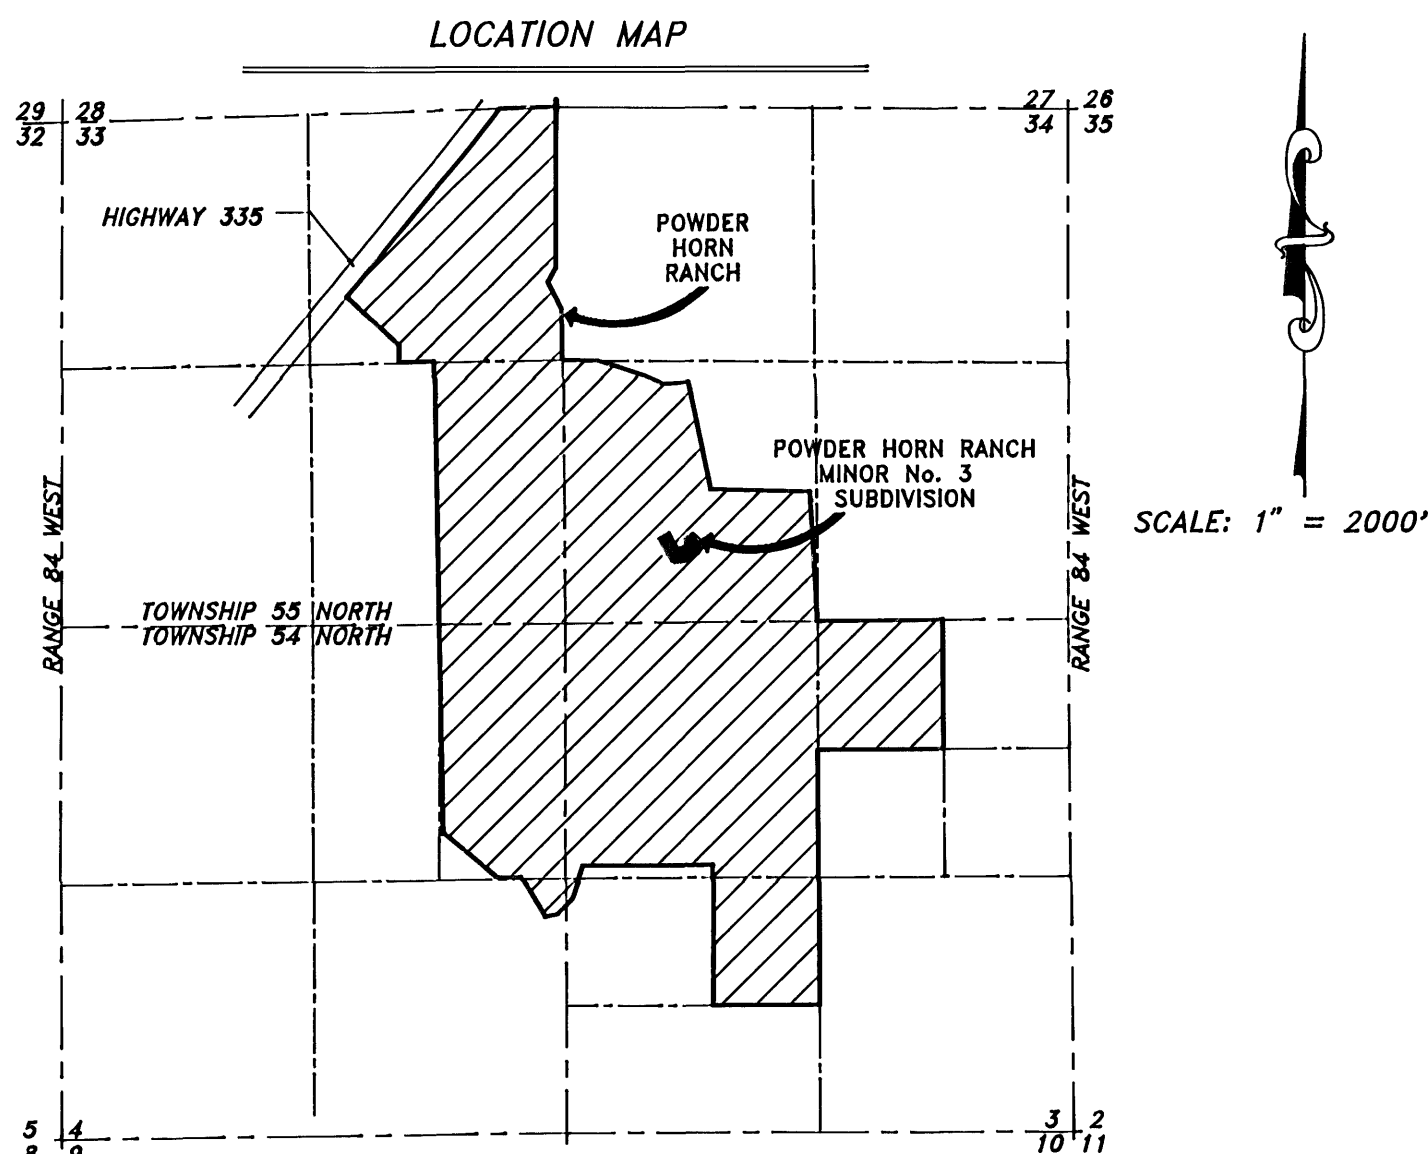 LOCATION MAP
29 28
32 33
27 26
34 35
HIGHWAY 335
POWDER
HORN
RANCH
POWDER HORN RANCH
MINOR No. 3
SUBDIVISION
SCALE: 1" = 2000'
RANGE 84 WEST
RANGE 84 WEST
TOWNSHIP 55 NORTH
TOWNSHIP 54 NORTH
5 4
8 9
3 2
10 11